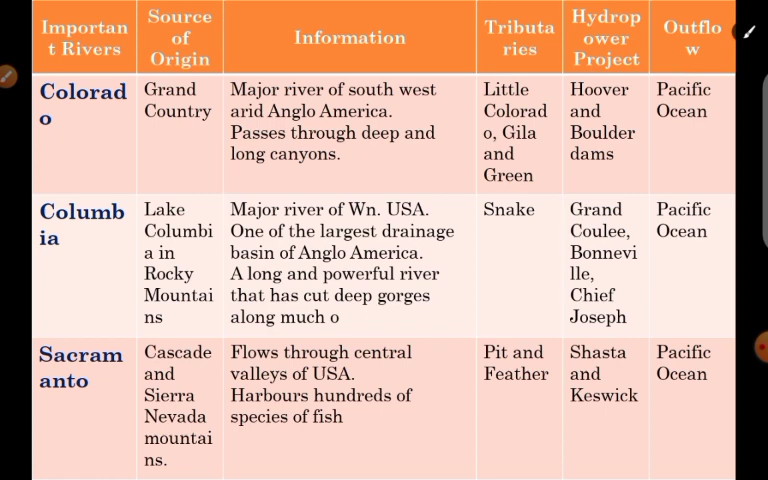 Importan
t Rivers
Source
of
Origin
Information
Tributa
ries
Hydrop
ower
Project
Outflo
w
Colorad
o
Grand
Country
Major river of south west
arid Anglo America.
Passes through deep and
long canyons.
Little
Colorad
o, Gila
and
Green
Hoover
and
Boulder
dams
Pacific
Ocean
Columb
ia
Lake
Columbi
a in
Rocky
Mountai
ns
Major river of Wn. USA.
One of the largest drainage
basin of Anglo America.
A long and powerful river
that has cut deep gorges
along much o
Snake
Grand
Coulee,
Bonnevi
lle,
Chief
Joseph
Pacific
Ocean
Sacram
anto
Cascade
and
Sierra
Nevada
mountai
ns.
Flows through central
valleys of USA.
Harbours hundreds of
species of fish
Pit and
Feather
Shasta
and
Keswick
Pacific
Ocean